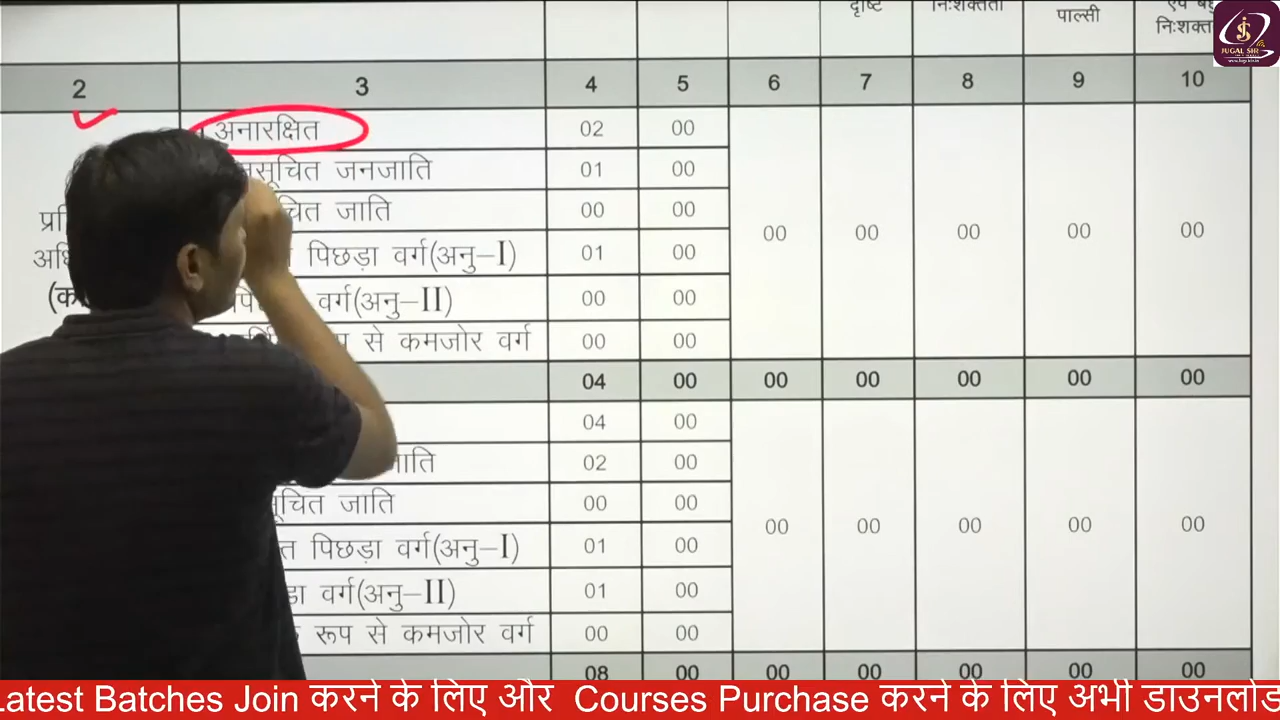 दृष्टि निःशक्तता पाल्सी एवं बहु
निःशक्त
JUGAL SIR
2 3 4 5 6 7 8 9 10
अनारक्षित 02 00
जनजाति 01 00
जाति 00 00
पिछड़ा वर्ग(अनु–I) 01 00
00 00 00 00 00
वर्ग(अनु–II) 00 00
से कमजोर वर्ग 00 00
04 00 00 00 00 00 00
04 00
02 00
जाति 00 00
पिछड़ा वर्ग(अनु–I) 01 00
00 00 00 00 00
वर्ग(अनु–II) 01 00
रूप से कमजोर वर्ग 00 00
08 00 00 00 00 00 00
Latest Batches Join करने के लिए और Courses Purchase करने के लिए अभी डाउनलोड